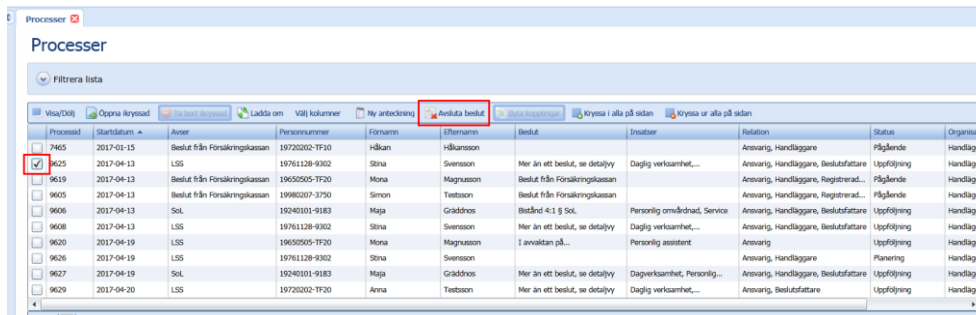 Processer
Processer
Filtrera lista
Visa/Dölj Öppna ikryssad Ta bort ikryssad Ladda om Välj kolumner Ny anteckning Avsluta beslut Byta kopplingar Kryssa i alla på sidan Kryssa ur alla på sidan
Processid Startdatum Avser Personnummer Förnamn Efternamn Beslut Insatser Relation Status Organisa
7465 2017-01-15 Beslut från Försäkringskassan 19720202-TF10 Håkan Håkansson Ansvarig, Handläggare Pågående Handläg
9625 2017-04-13 LSS 19761128-9302 Stina Svensson Mer än ett beslut, se detaljvy Daglig verksamhet,... Ansvarig, Handläggare, Beslutsfattare Uppföljning Handläg
9619 2017-04-13 Beslut från Försäkringskassan 19650505-TF20 Mona Magnusson Beslut från Försäkringskassan Ansvarig, Handläggare, Registrerad... Pågående Handläg
9605 2017-04-13 Beslut från Försäkringskassan 19980207-3750 Simon Testsson Beslut från Försäkringskassan Ansvarig, Handläggare, Registrerad... Pågående Handläg
9606 2017-04-13 SoL 19240101-9183 Maja Gräddnos Bistånd 4:1 § SoL Personlig omvårdnad, Service Ansvarig, Handläggare, Beslutsfattare Uppföljning Handläg
9608 2017-04-13 LSS 19761128-9302 Stina Svensson Mer än ett beslut, se detaljvy Daglig verksamhet,... Ansvarig, Handläggare, Beslutsfattare Uppföljning Handläg
9620 2017-04-19 LSS 19650505-TF20 Mona Magnusson I avvaktan på... Personlig assistent Ansvarig Uppföljning Handläg
9626 2017-04-19 LSS 19761128-9302 Stina Svensson Ansvarig, Handläggare Planering Handläg
9627 2017-04-19 SoL 19240101-9183 Maja Gräddnos Mer än ett beslut, se detaljvy Dagverksamhet, Personlig... Ansvarig, Handläggare, Beslutsfattare Uppföljning Handläg
9629 2017-04-20 LSS 19720202-TF20 Anna Testsson Mer än ett beslut, se detaljvy Daglig verksamhet,... Ansvarig, Beslutsfattare Uppföljning Handläg